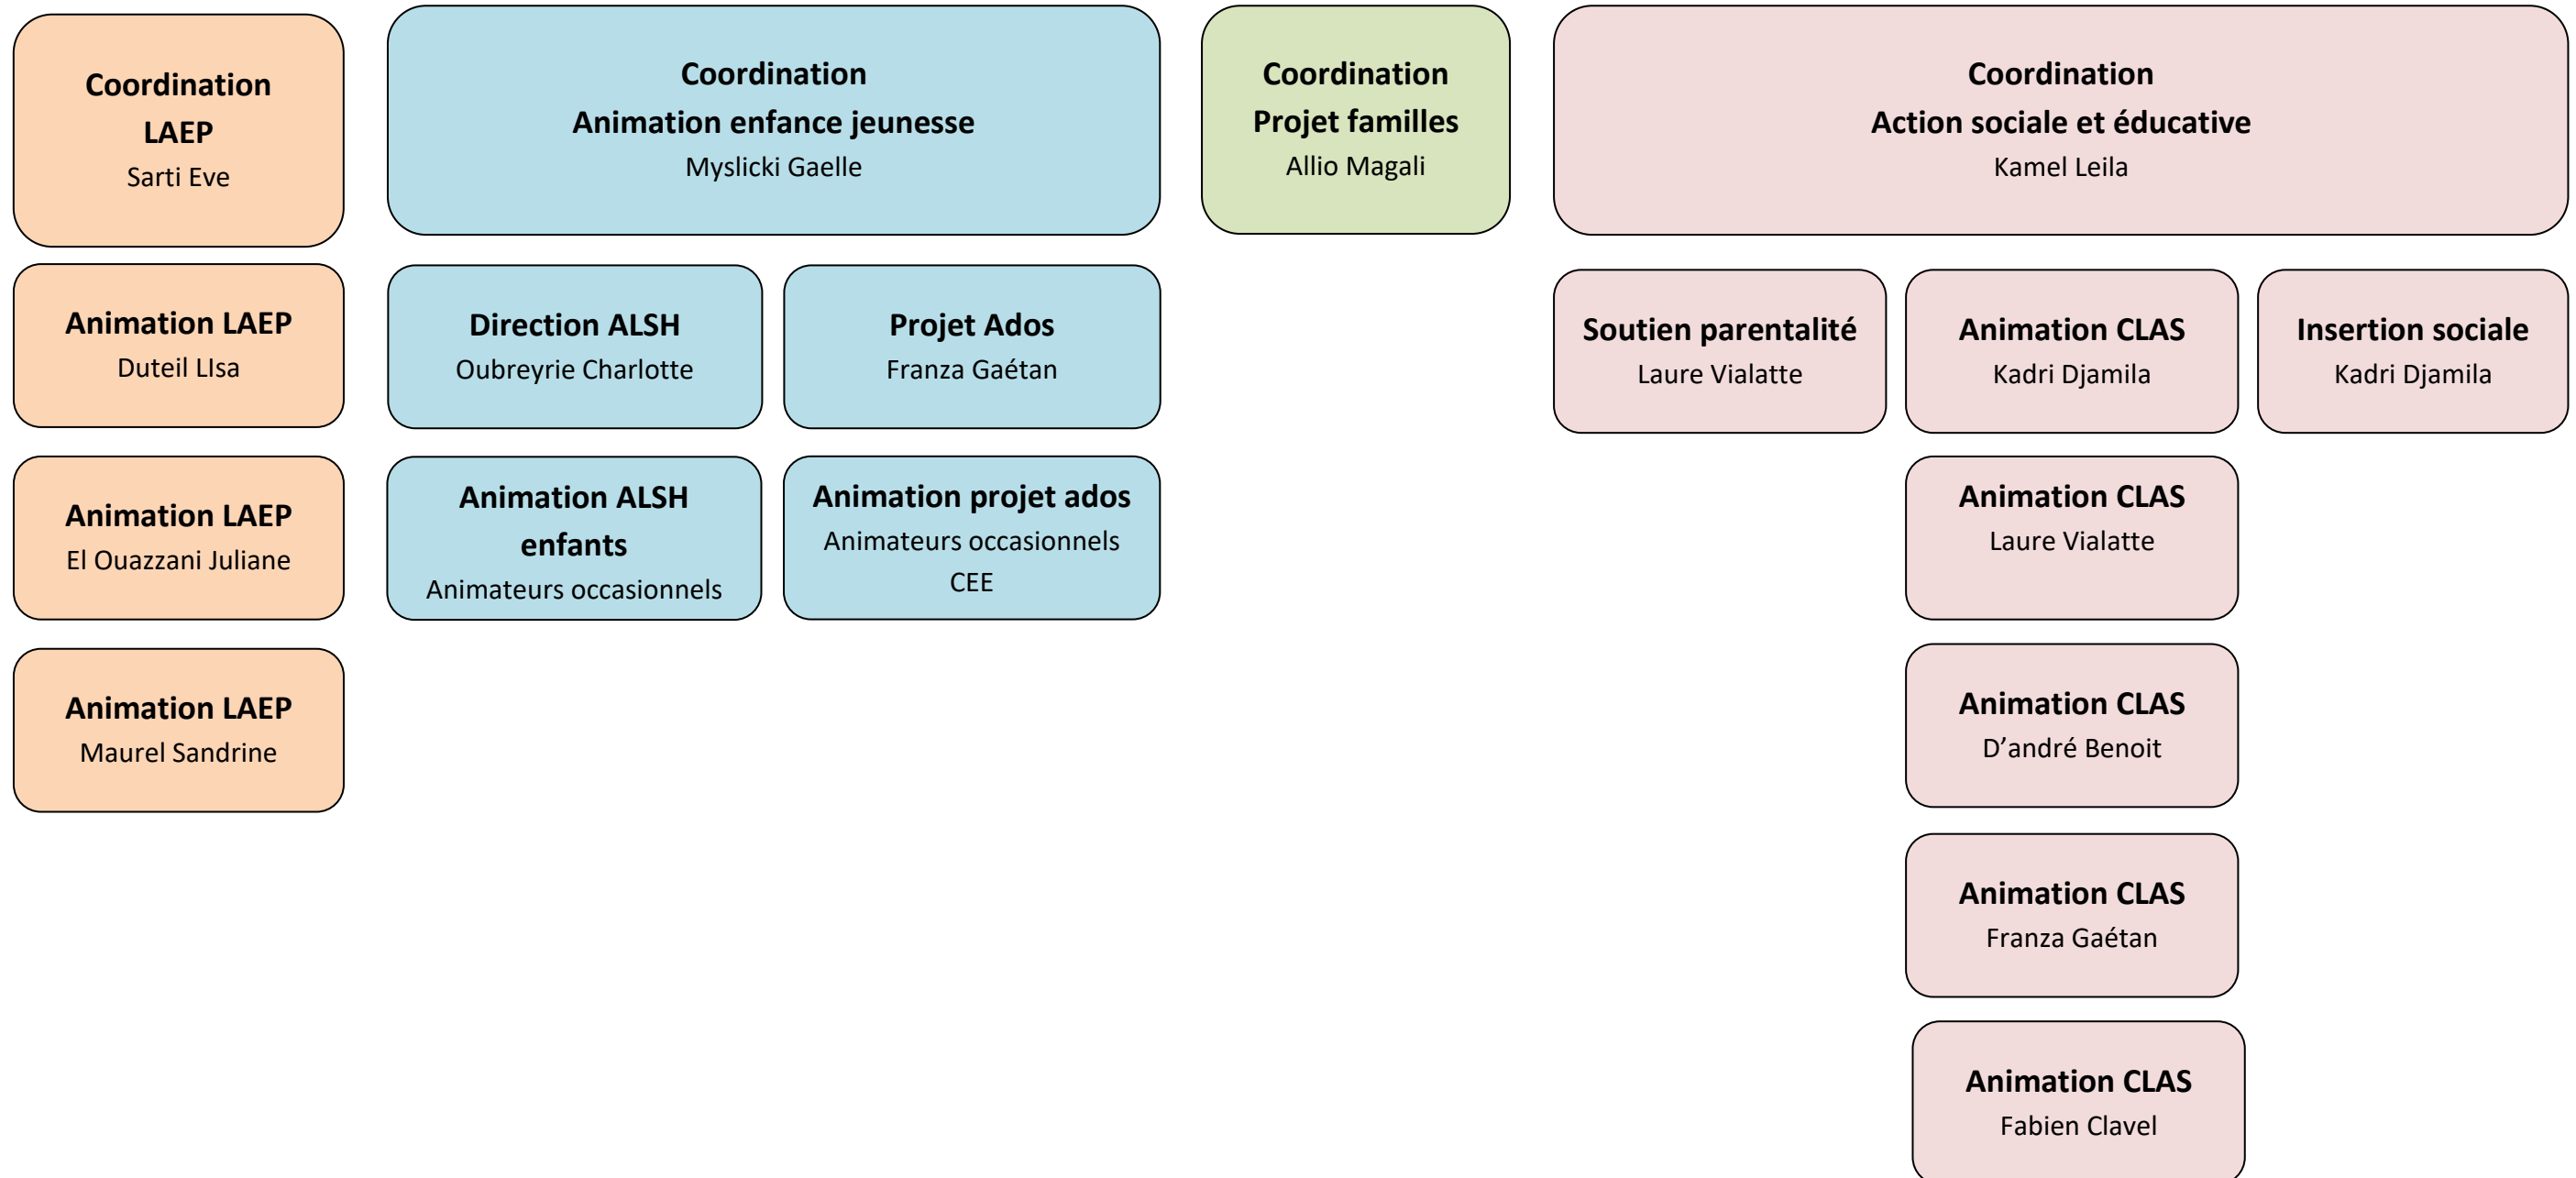 Coordination
LAEP
Sarti Eve
Coordination
Animation enfance jeunesse
Myslicki Gaelle
Coordination
Projet familles
Allio Magali
Coordination
Action sociale et éducative
Kamel Leila
Animation LAEP
Duteil LIsa
Direction ALSH
Oubreyrie Charlotte
Projet Ados
Franza Gaétan
Soutien parentalité
Laure Vialatte
Animation CLAS
Kadri Djamila
Insertion sociale
Kadri Djamila
Animation LAEP
El Ouazzani Juliane
Animation ALSH
enfants
Animateurs occasionnels
Animation projet ados
Animateurs occasionnels
CEE
Animation CLAS
Laure Vialatte
Animation LAEP
Maurel Sandrine
Animation CLAS
D’andré Benoit
Animation CLAS
Franza Gaétan
Animation CLAS
Fabien Clavel